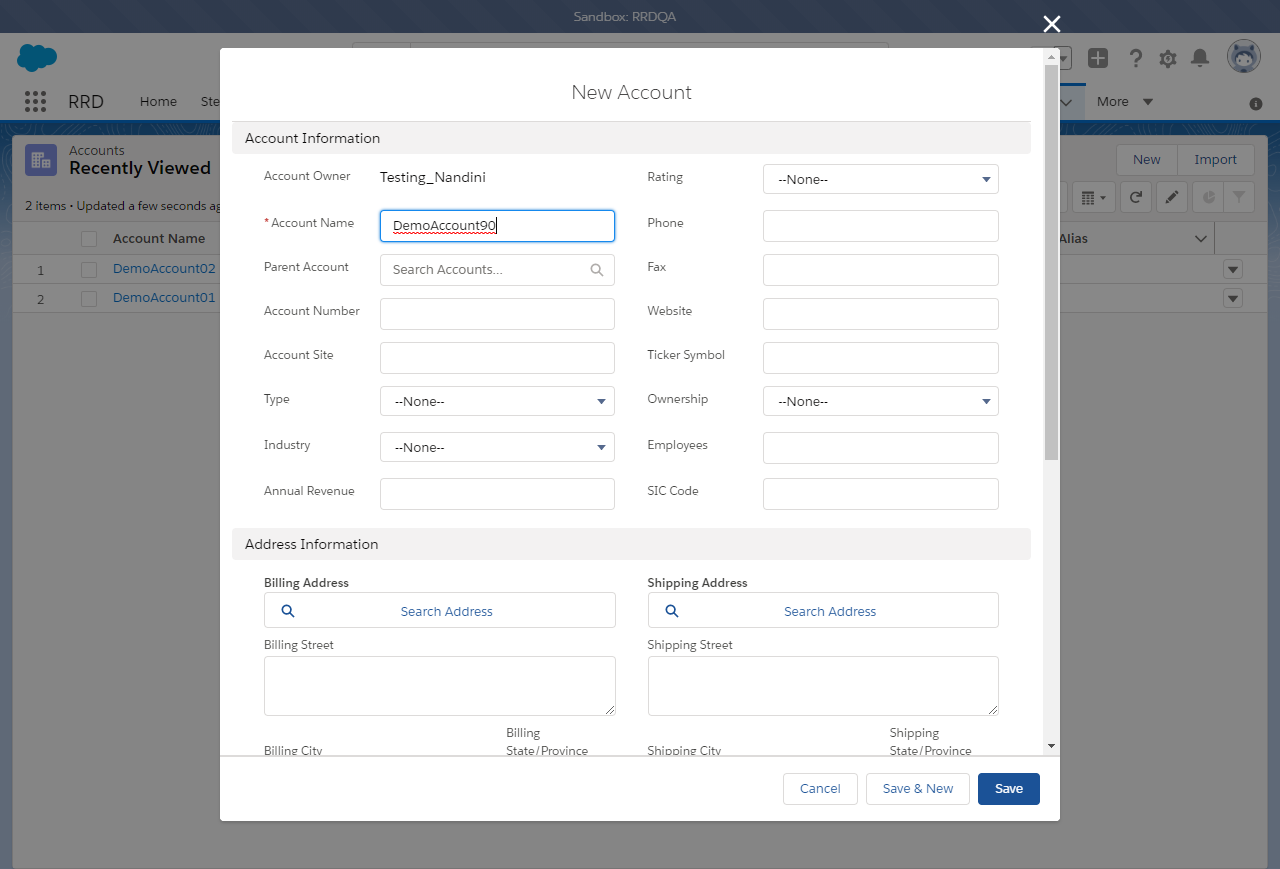 Sandbox: RRDQA
RRD
Home
Ste
More
Accounts
Recently Viewed
New
Import
2 items • Updated a few seconds ag
Account Name
Alias
1
DemoAccount02
2
DemoAccount01
New Account
Account Information
Account Owner
Testing_Nandini
Rating
--None--
*Account Name
DemoAccount90
Phone
Parent Account
Search Accounts...
Fax
Account Number
Website
Account Site
Ticker Symbol
Type
--None--
Ownership
--None--
Industry
--None--
Employees
Annual Revenue
SIC Code
Address Information
Billing Address
Shipping Address
Search Address
Search Address
Billing Street
Shipping Street
Billing City
Billing
State/Province
Shipping City
Shipping
State/Province
Cancel
Save & New
Save